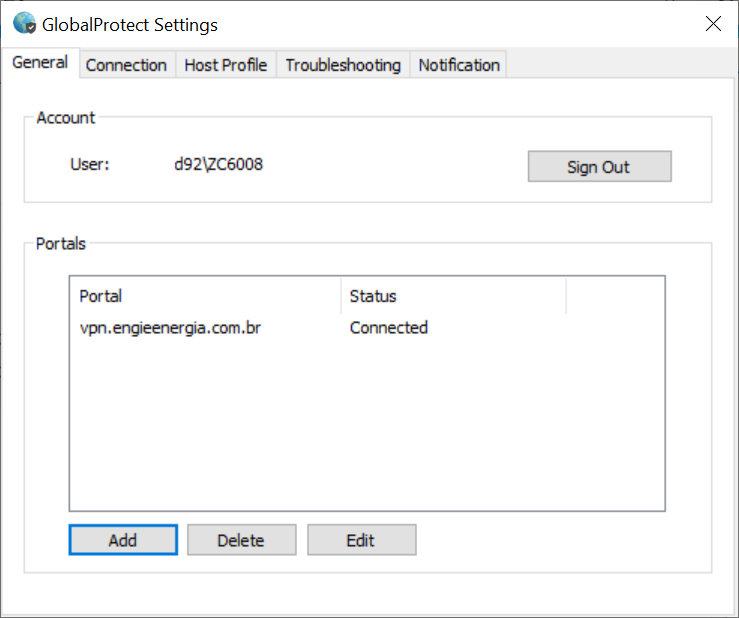 GlobalProtect Settings
General Connection Host Profile Troubleshooting Notification
Account
User: d92\ZC6008 Sign Out
Portals
Portal Status
vpn.engieenergia.com.br Connected
Add Delete Edit